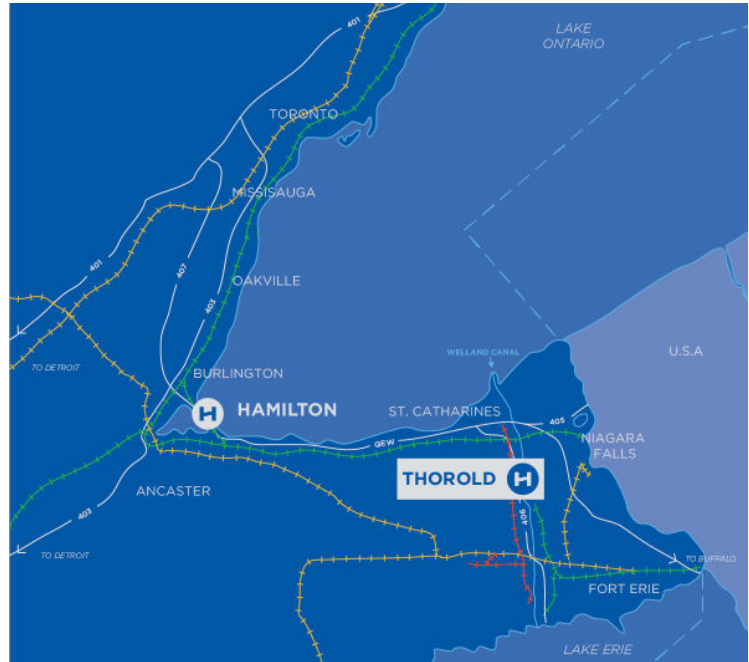 401
LAKE
ONTARIO
TORONTO
MISSISAUGA
401
407
403
OAKVILLE
TO DETROIT
BURLINGTON
WELLAND CANAL
U.S.A
H HAMILTON
ST. CATHARINES
405
QEW
NIAGARA
FALLS
THOROLD H
ANCASTER
403
406
TO DETROIT
TO BUFFALO
FORT ERIE
LAKE ERIE